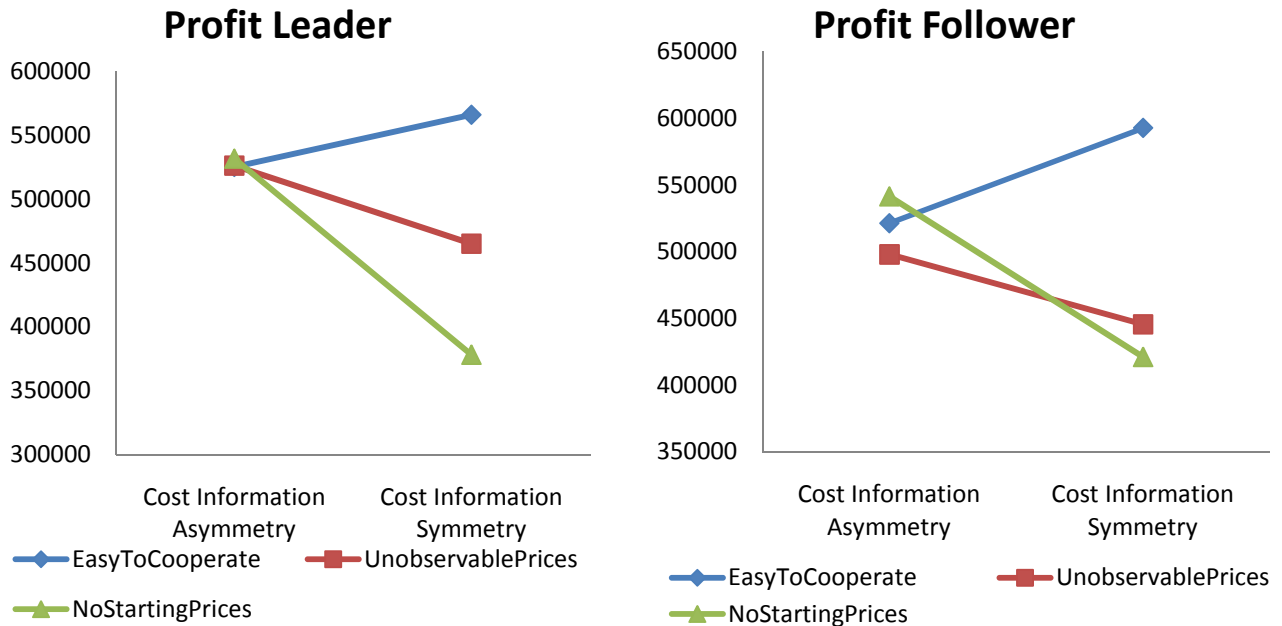 Profit Leader
600000
550000
500000
450000
400000
350000
300000
Cost Information
Asymmetry
Cost Information
Symmetry
EasyToCooperate
UnobservablePrices
NoStartingPrices
Profit Follower
650000
600000
550000
500000
450000
400000
350000
Cost Information
Asymmetry
Cost Information
Symmetry
EasyToCooperate
UnobservablePrices
NoStartingPrices